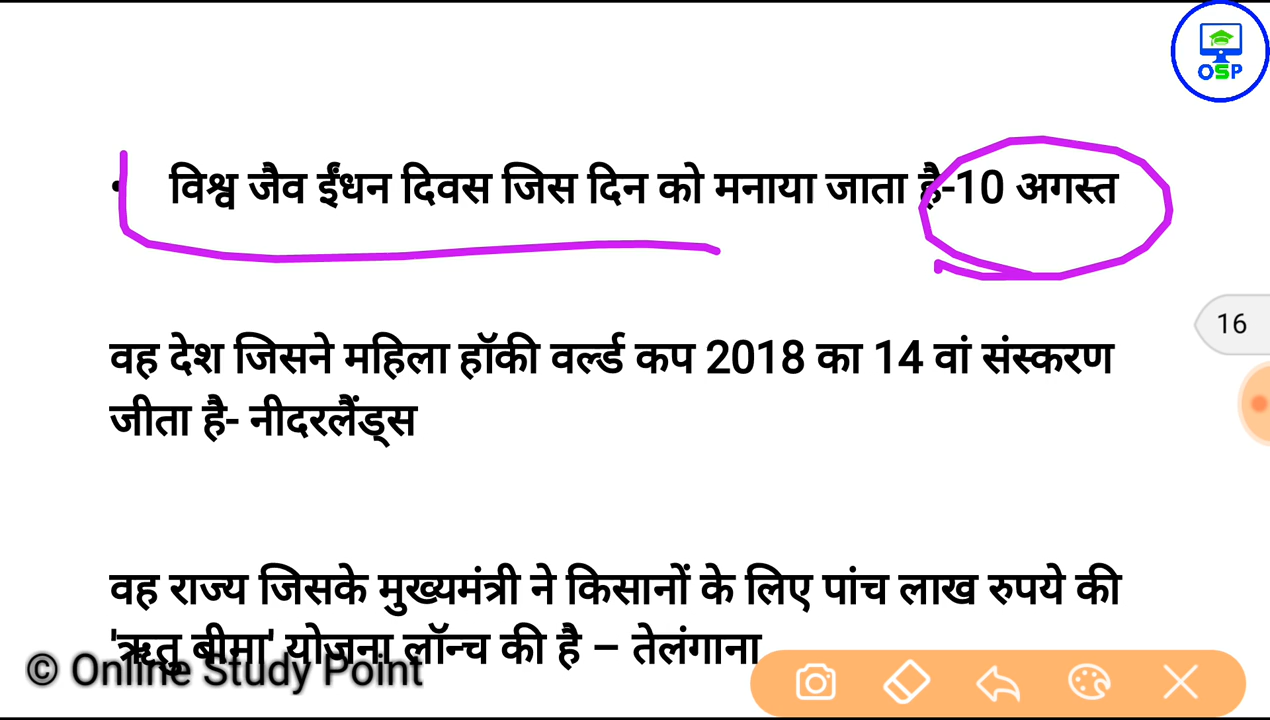 OSP
• विश्व जैव ईंधन दिवस जिस दिन को मनाया जाता है-10 अगस्त
16
वह देश जिसने महिला हॉकी वर्ल्ड कप 2018 का 14 वां संस्करण
जीता है- नीदरलैंड्स
वह राज्य जिसके मुख्यमंत्री ने किसानों के लिए पांच लाख रुपये की
'ऋतु बीमा' योजना लॉन्च की है – तेलंगाना
© Online Study Point